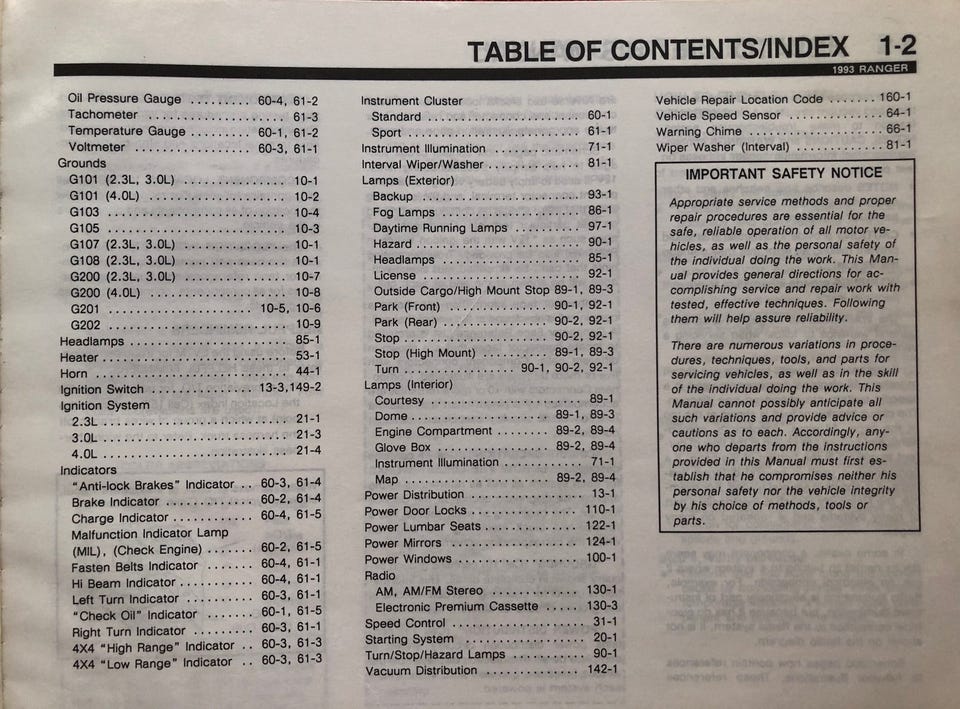 TABLE OF CONTENTS/INDEX 1-2
1993 RANGER
Oil Pressure Gauge ......... 60-4, 61-2
Tachometer .................... 61-3
Temperature Gauge ......... 60-1, 61-2
Voltmeter ................ 60-3, 61-1
Grounds
G101 (2.3L, 3.0L) ............... 10-1
G101 (4.0L) .................... 10-2
G103 .......................... 10-4
G105 .......................... 10-3
G107 (2.3L, 3.0L) ............... 10-1
G108 (2.3L, 3.0L) ............... 10-1
G200 (2.3L, 3.0L) ............... 10-7
G200 (4.0L) .................... 10-8
G201 ..................... 10-5, 10-6
G202 .......................... 10-9
Headlamps ....................... 85-1
Heater ........................... 53-1
Horn ............................ 44-1
Ignition Switch ............... 13-3,149-2
Ignition System
2.3L ........................... 21-1
3.0L ........................... 21-3
4.0L ........................... 21-4
Indicators
"Anti-lock Brakes" Indicator .. 60-3, 61-4
Brake Indicator ............. 60-2, 61-4
Charge Indicator ............ 60-4, 61-5
Malfunction Indicator Lamp
(MIL), (Check Engine) ....... 60-2, 61-5
Fasten Belts Indicator ....... 60-4, 61-1
Hi Beam Indicator ........... 60-4, 61-1
Left Turn Indicator .......... 60-3, 61-1
"Check Oil" Indicator ........ 60-1, 61-5
Right Turn Indicator ......... 60-3, 61-1
4X4 "High Range" Indicator .. 60-3, 61-3
4X4 "Low Range" Indicator .. 60-3, 61-3
Instrument Cluster
Standard ....................... 60-1
Sport .......................... 61-1
Instrument Illumination ............. 71-1
Interval Wiper/Washer .............. 81-1
Lamps (Exterior)
Backup ........................ 93-1
Fog Lamps ..................... 86-1
Daytime Running Lamps .......... 97-1
Hazard ......................... 90-1
Headlamps ..................... 85-1
License ........................ 92-1
Outside Cargo/High Mount Stop 89-1, 89-3
Park (Front) ................ 90-1, 92-1
Park (Rear) ................. 90-2, 92-1
Stop ....................... 90-2, 92-1
Stop (High Mount) .......... 89-1, 89-3
Turn ................. 90-1, 90-2, 92-1
Lamps (Interior)
Courtesy ....................... 89-1
Dome ..................... 89-1, 89-3
Engine Compartment ........ 89-2, 89-4
Glove Box ................. 89-2, 89-4
Instrument Illumination ........... 71-1
Map ...................... 89-2, 89-4
Power Distribution ................ 13-1
Power Door Locks ................ 110-1
Power Lumbar Seats .............. 122-1
Power Mirrors ................... 124-1
Power Windows .................. 100-1
Radio
AM, AM/FM Stereo ............. 130-1
Electronic Premium Cassette ..... 130-3
Speed Control .................... 31-1
Starting System ................... 20-1
Turn/Stop/Hazard Lamps ........... 90-1
Vacuum Distribution .............. 142-1
Vehicle Repair Location Code ....... 160-1
Vehicle Speed Sensor ............. 64-1
Warning Chime ................... 66-1
Wiper Washer (Interval) ............. 81-1
IMPORTANT SAFETY NOTICE
Appropriate service methods and proper
repair procedures are essential for the
safe, reliable operation of all motor ve-
hicles, as well as the personal safety of
the individual doing the work. This Man-
ual provides general directions for ac-
complishing service and repair work with
tested, effective techniques. Following
them will help assure reliability.
There are numerous variations in proce-
dures, techniques, tools, and parts for
servicing vehicles, as well as in the skill
of the individual doing the work. This
Manual cannot possibly anticipate all
such variations and provide advice or
cautions as to each. Accordingly, any-
one who departs from the instructions
provided in this Manual must first es-
tablish that he compromises neither his
personal safety nor the vehicle integrity
by his choice of methods, tools or
parts.